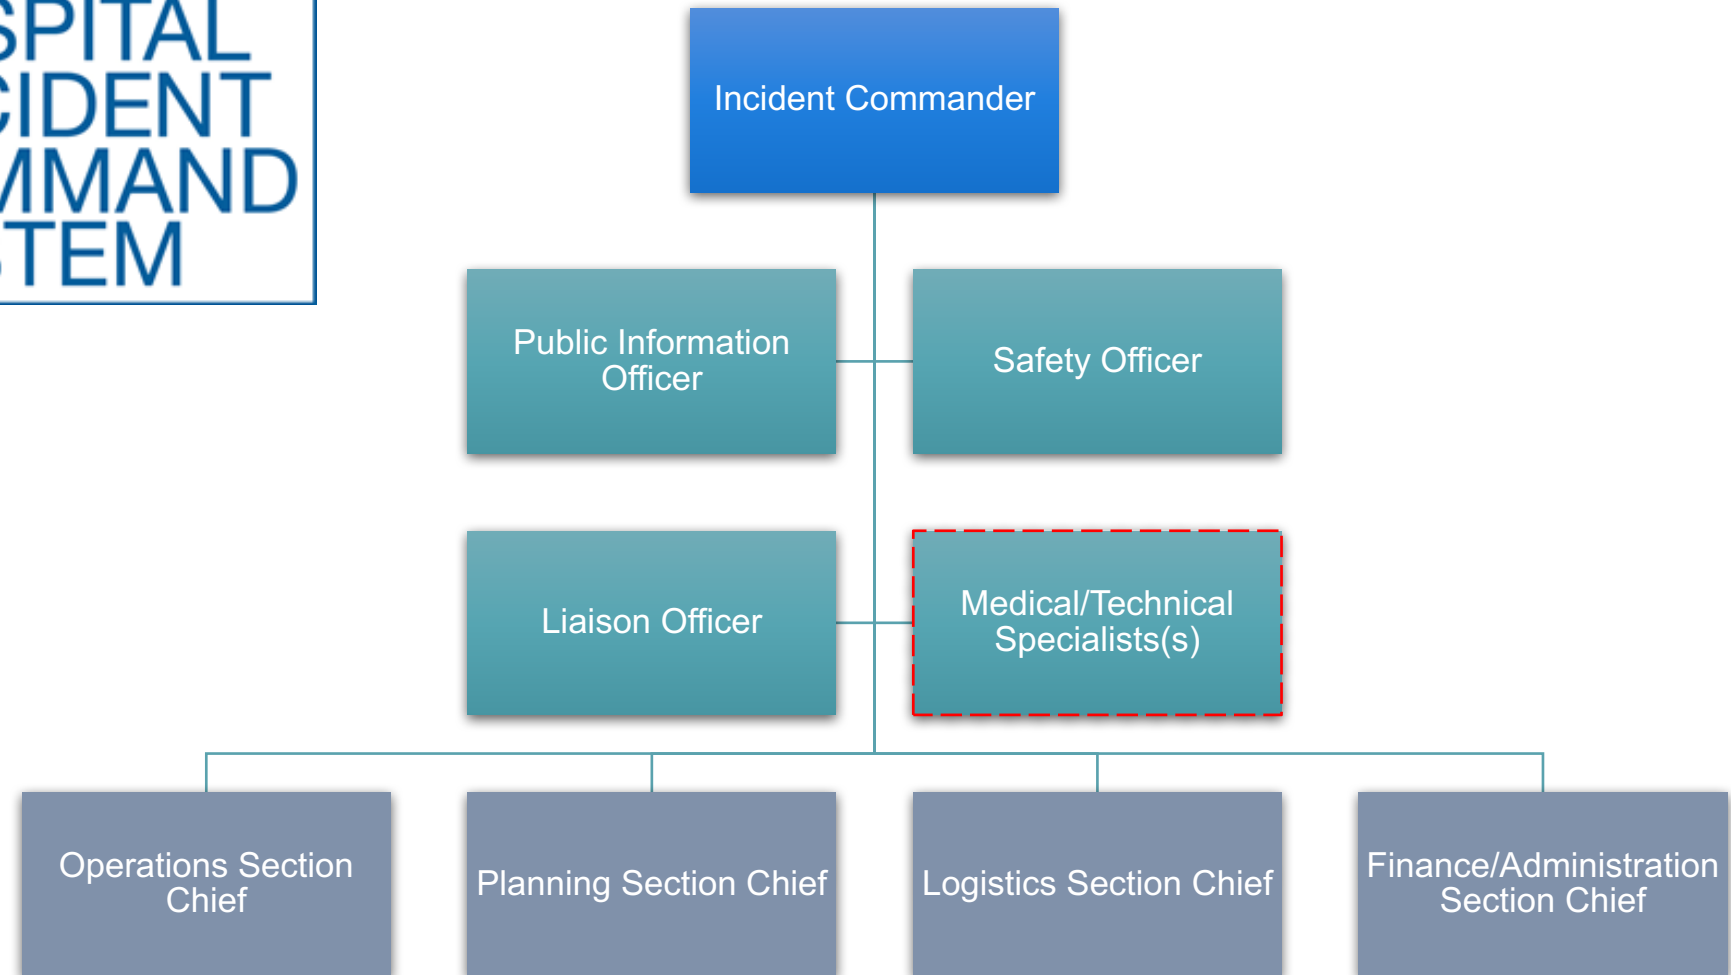 SPITAL
CIDENT
MMAND
STEM
Incident Commander
Public Information
Officer
Safety Officer
Liaison Officer
Medical/Technical
Specialists(s)
Operations Section
Chief
Planning Section Chief
Logistics Section Chief
Finance/Administration
Section Chief